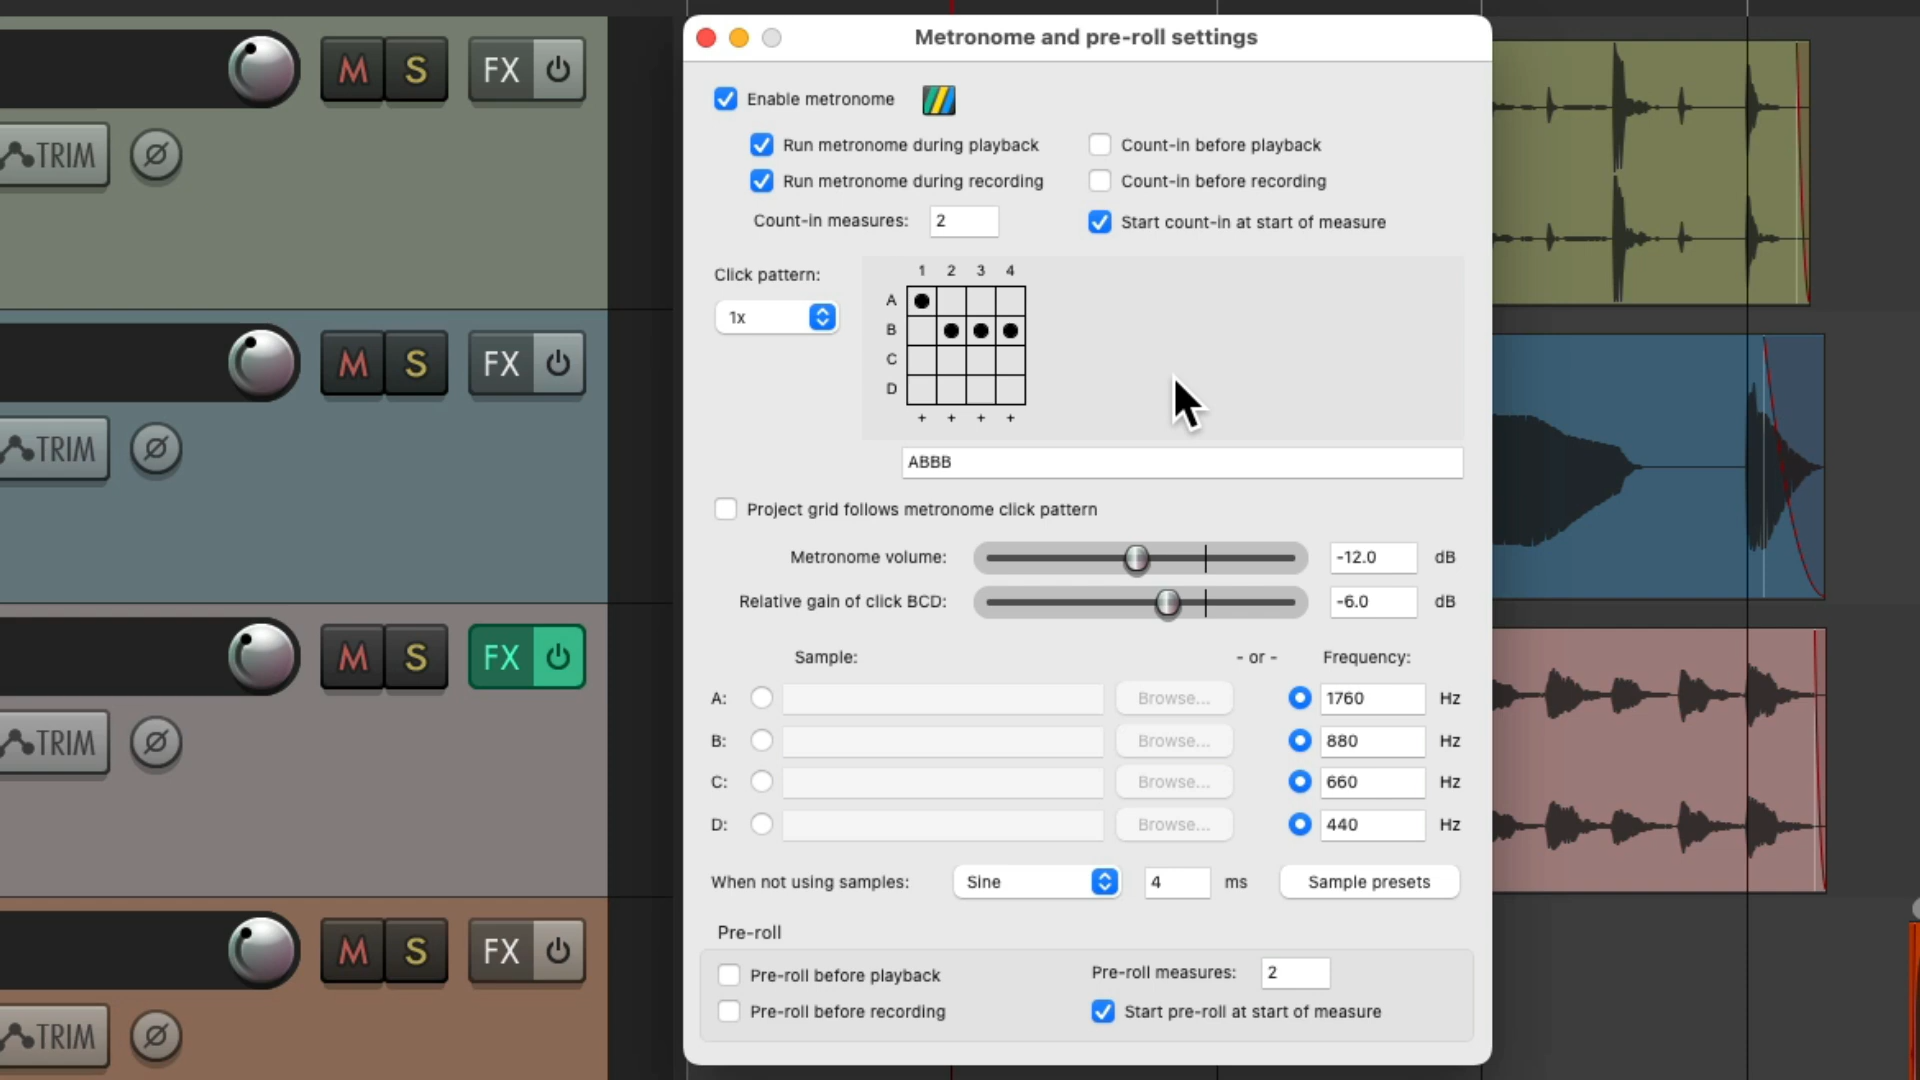 Metronome and pre-roll settings
Enable metronome
Run metronome during playback
Count-in before playback
Run metronome during recording
Count-in before recording
Count-in measures: 2
Start count-in at start of measure
Click pattern:
1x
1 2 3 4
A
B
C
D
+ + + +
ABBB
Project grid follows metronome click pattern
Metronome volume: -12.0 dB
Relative gain of click BCD: -6.0 dB
Sample: - or - Frequency:
A: Browse... 1760 Hz
B: Browse... 880 Hz
C: Browse... 660 Hz
D: Browse... 440 Hz
When not using samples: Sine 4 ms Sample presets
Pre-roll
Pre-roll before playback
Pre-roll measures: 2
Pre-roll before recording
Start pre-roll at start of measure
M S FX
TRIM
M S FX
TRIM
M S FX
TRIM
M S FX
TRIM